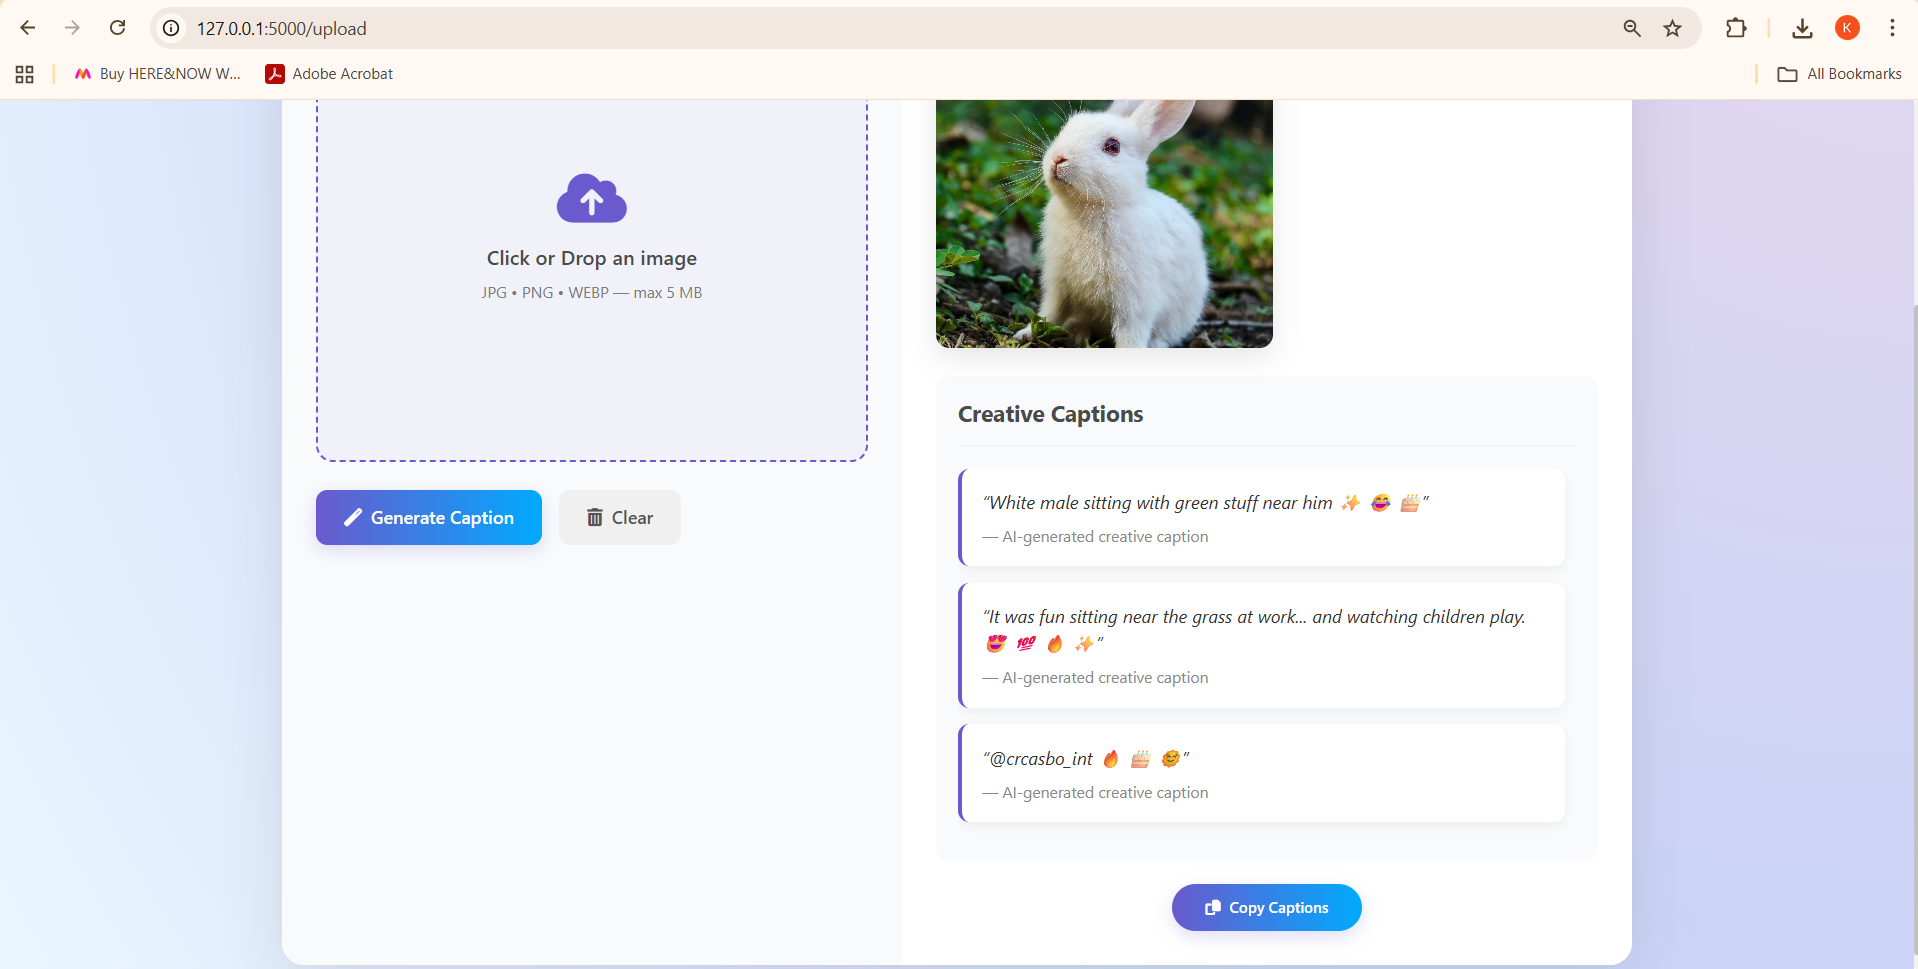 127.0.0.1:5000/upload
K
Buy HERE&NOW W...
Adobe Acrobat
All Bookmarks
Click or Drop an image
JPG • PNG • WEBP — max 5 MB
Generate Caption
Clear
Creative Captions
“White male sitting with green stuff near him ✨ 😂 🎂”
— AI-generated creative caption
“It was fun sitting near the grass at work... and watching children play.
😍 💯 🔥 ✨”
— AI-generated creative caption
“@crcasbo_int 🔥 🎂 🥳”
— AI-generated creative caption
Copy Captions